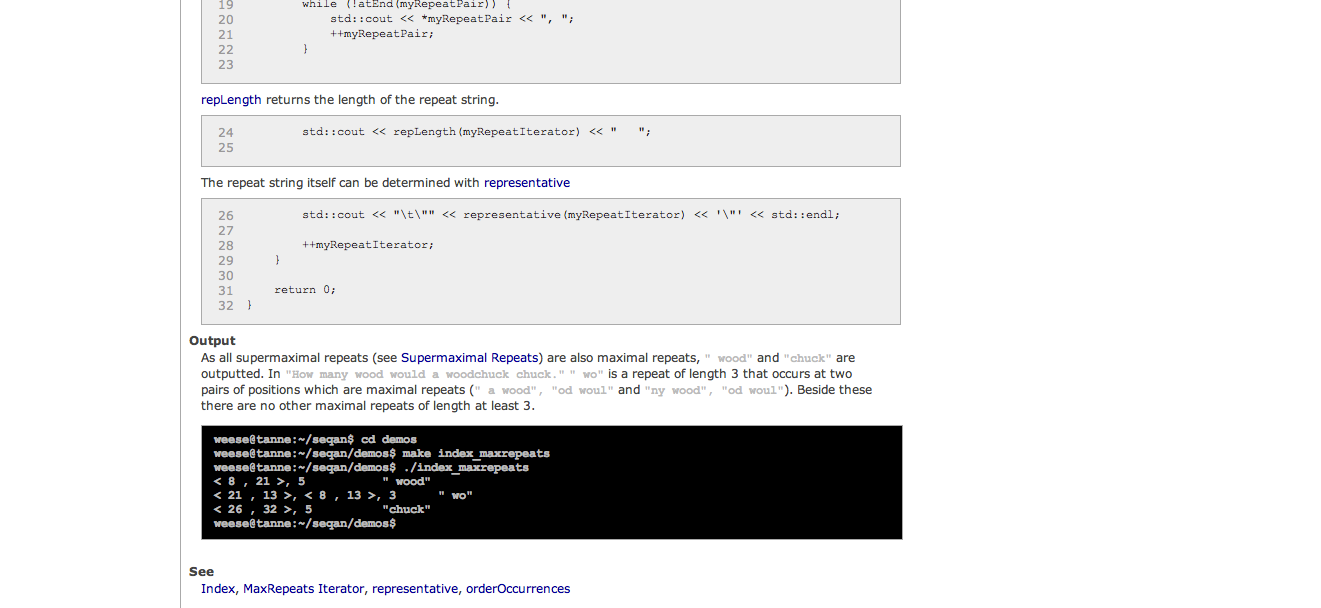 19 while (!atEnd(myRepeatPair)) {
20 std::cout << *myRepeatPair << ", ";
21 ++myRepeatPair;
22 }
23
repLength returns the length of the repeat string.
24 std::cout << repLength(myRepeatIterator) << "   ";
25
The repeat string itself can be determined with representative
26 std::cout << "\t\"" << representative(myRepeatIterator) << '\"' << std::endl;
27
28 ++myRepeatIterator;
29 }
30
31 return 0;
32 }
Output
As all supermaximal repeats (see Supermaximal Repeats) are also maximal repeats, " wood" and "chuck" are
outputted. In "How many wood would a woodchuck chuck." " wo" is a repeat of length 3 that occurs at two
pairs of positions which are maximal repeats (" a wood", "od woul" and "ny wood", "od woul"). Beside these
there are no other maximal repeats of length at least 3.
weese@tanne:~/seqan$ cd demos
weese@tanne:~/seqan/demos$ make index_maxrepeats
weese@tanne:~/seqan/demos$ ./index_maxrepeats
< 8 , 21 >, 5 " wood"
< 21 , 13 >, < 8 , 13 >, 3 " wo"
< 26 , 32 >, 5 "chuck"
weese@tanne:~/seqan/demos$
See
Index, MaxRepeats Iterator, representative, orderOccurrences